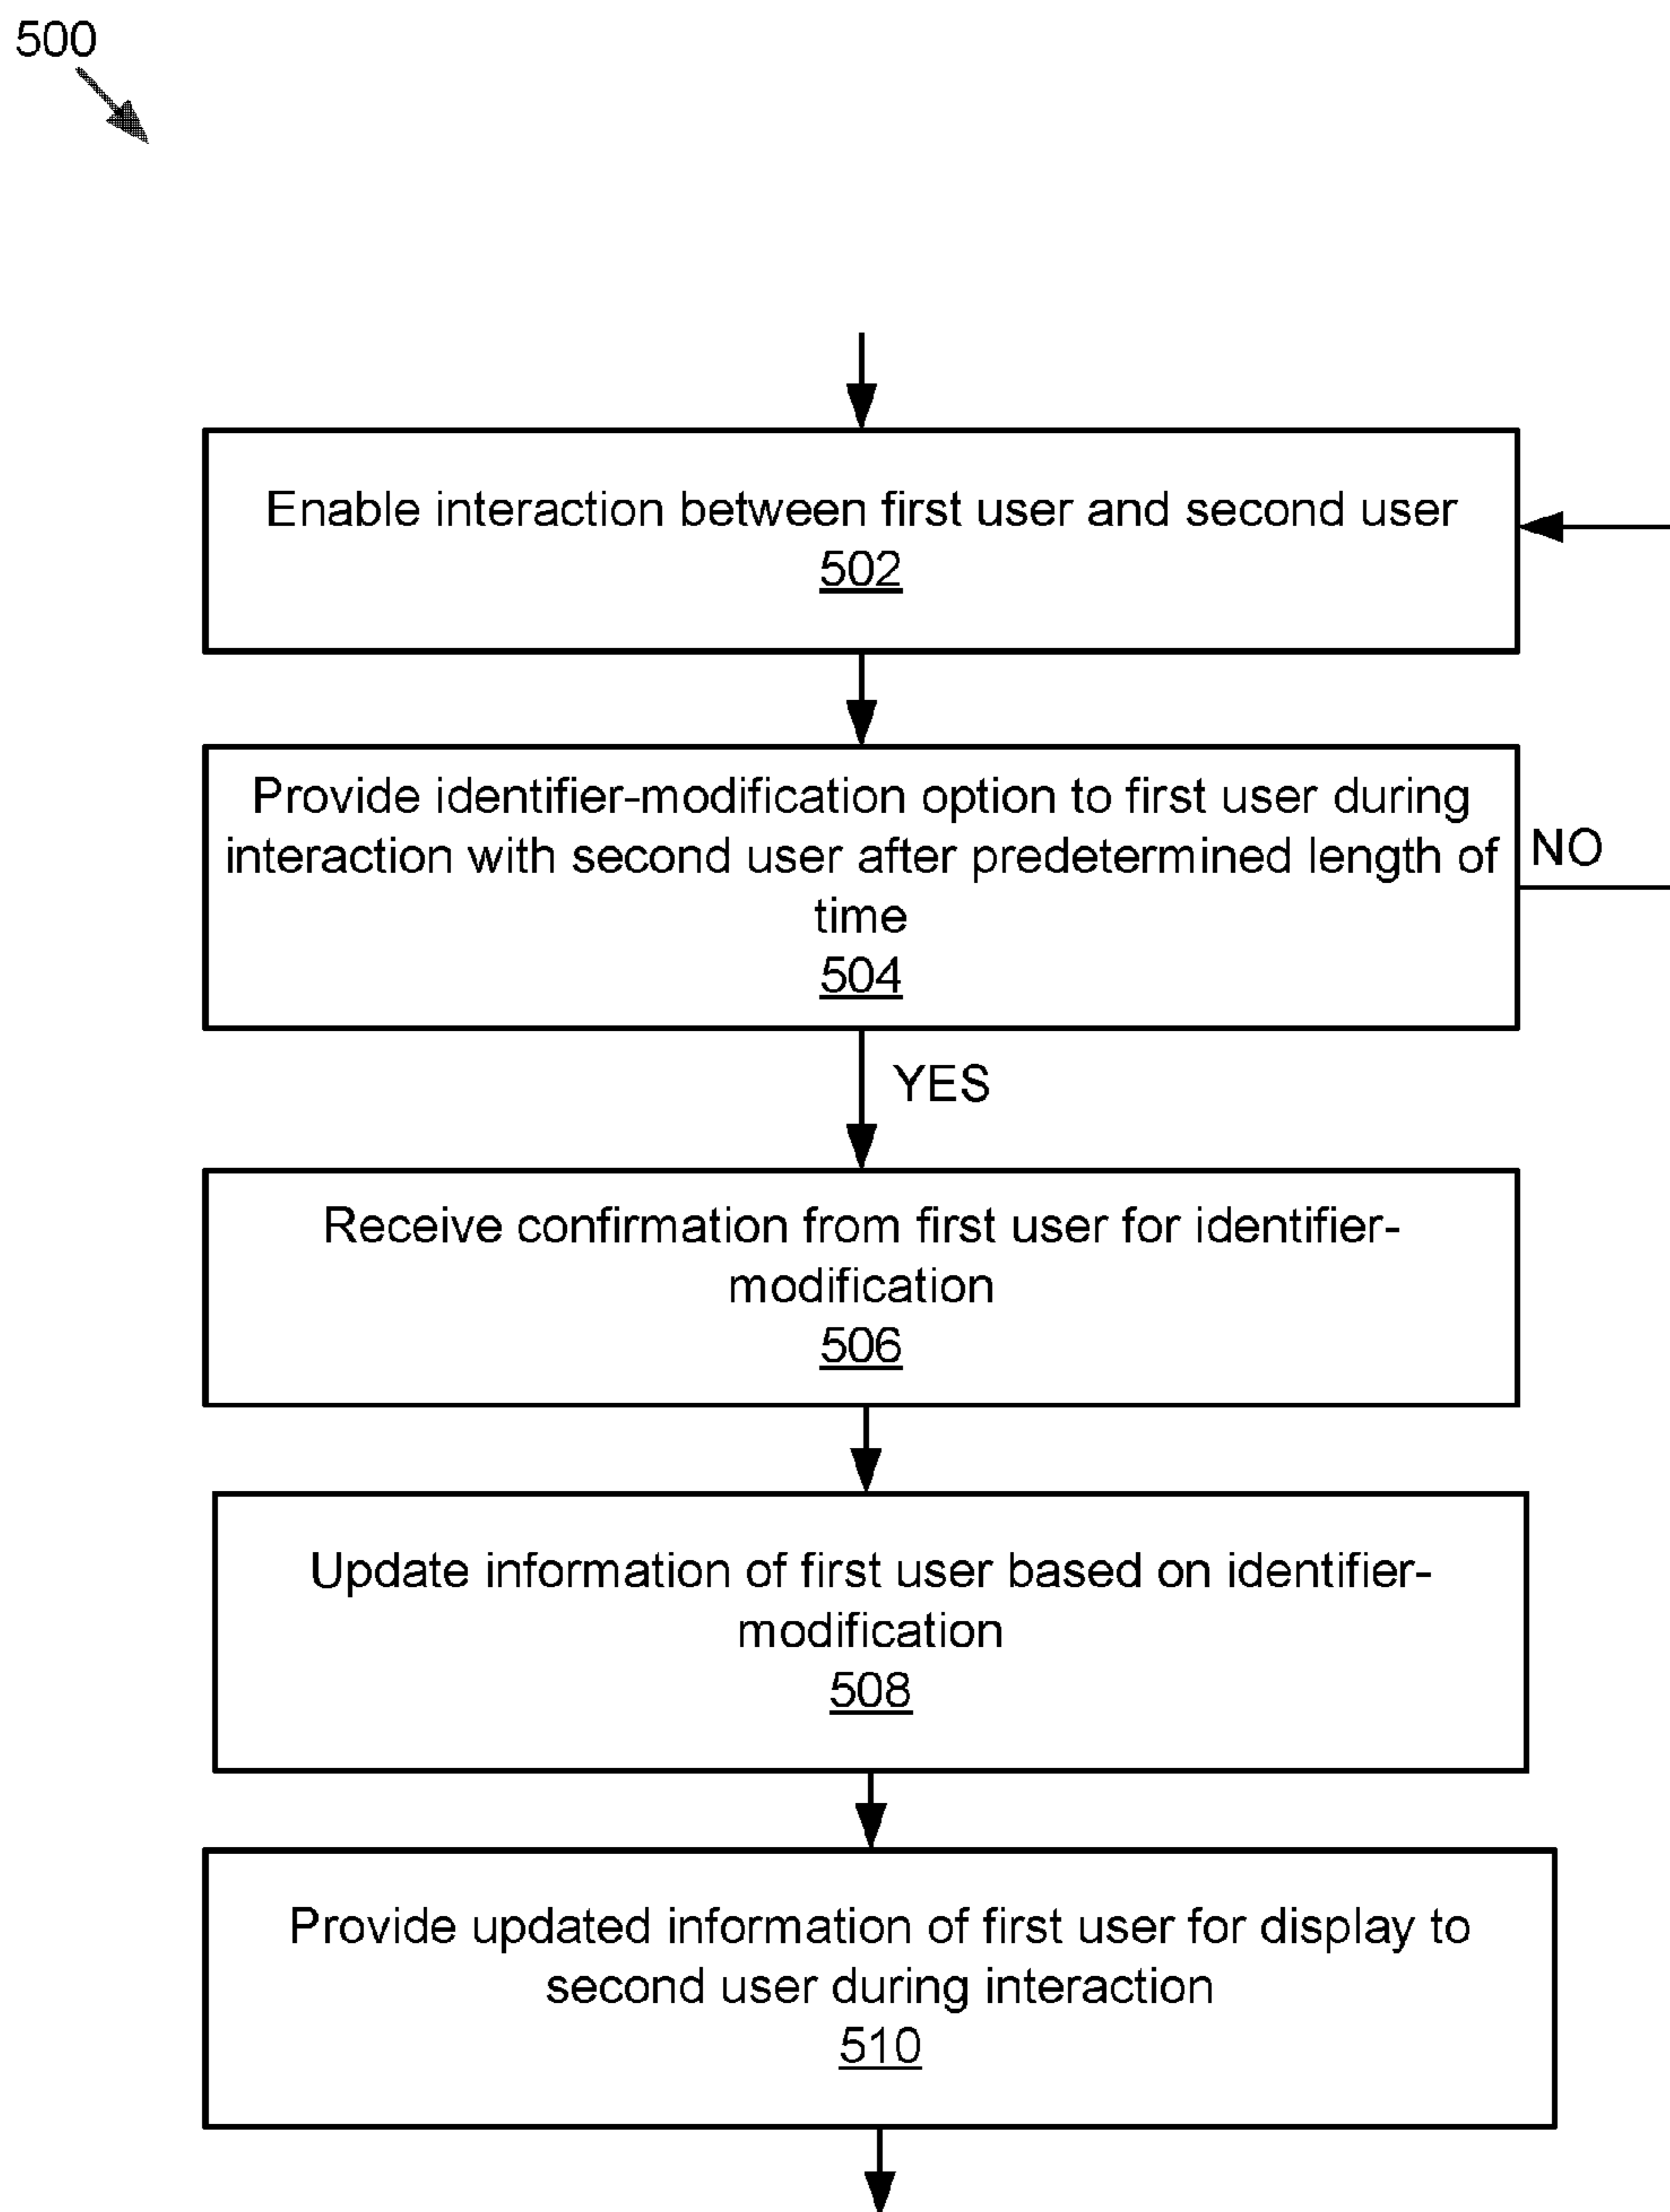 500
Enable interaction between first user and second user
502
Provide identifier-modification option to first user during
interaction with second user after predetermined length of
time
504
NO
YES
Receive confirmation from first user for identifier-
modification
506
Update information of first user based on identifier-
modification
508
Provide updated information of first user for display to
second user during interaction
510